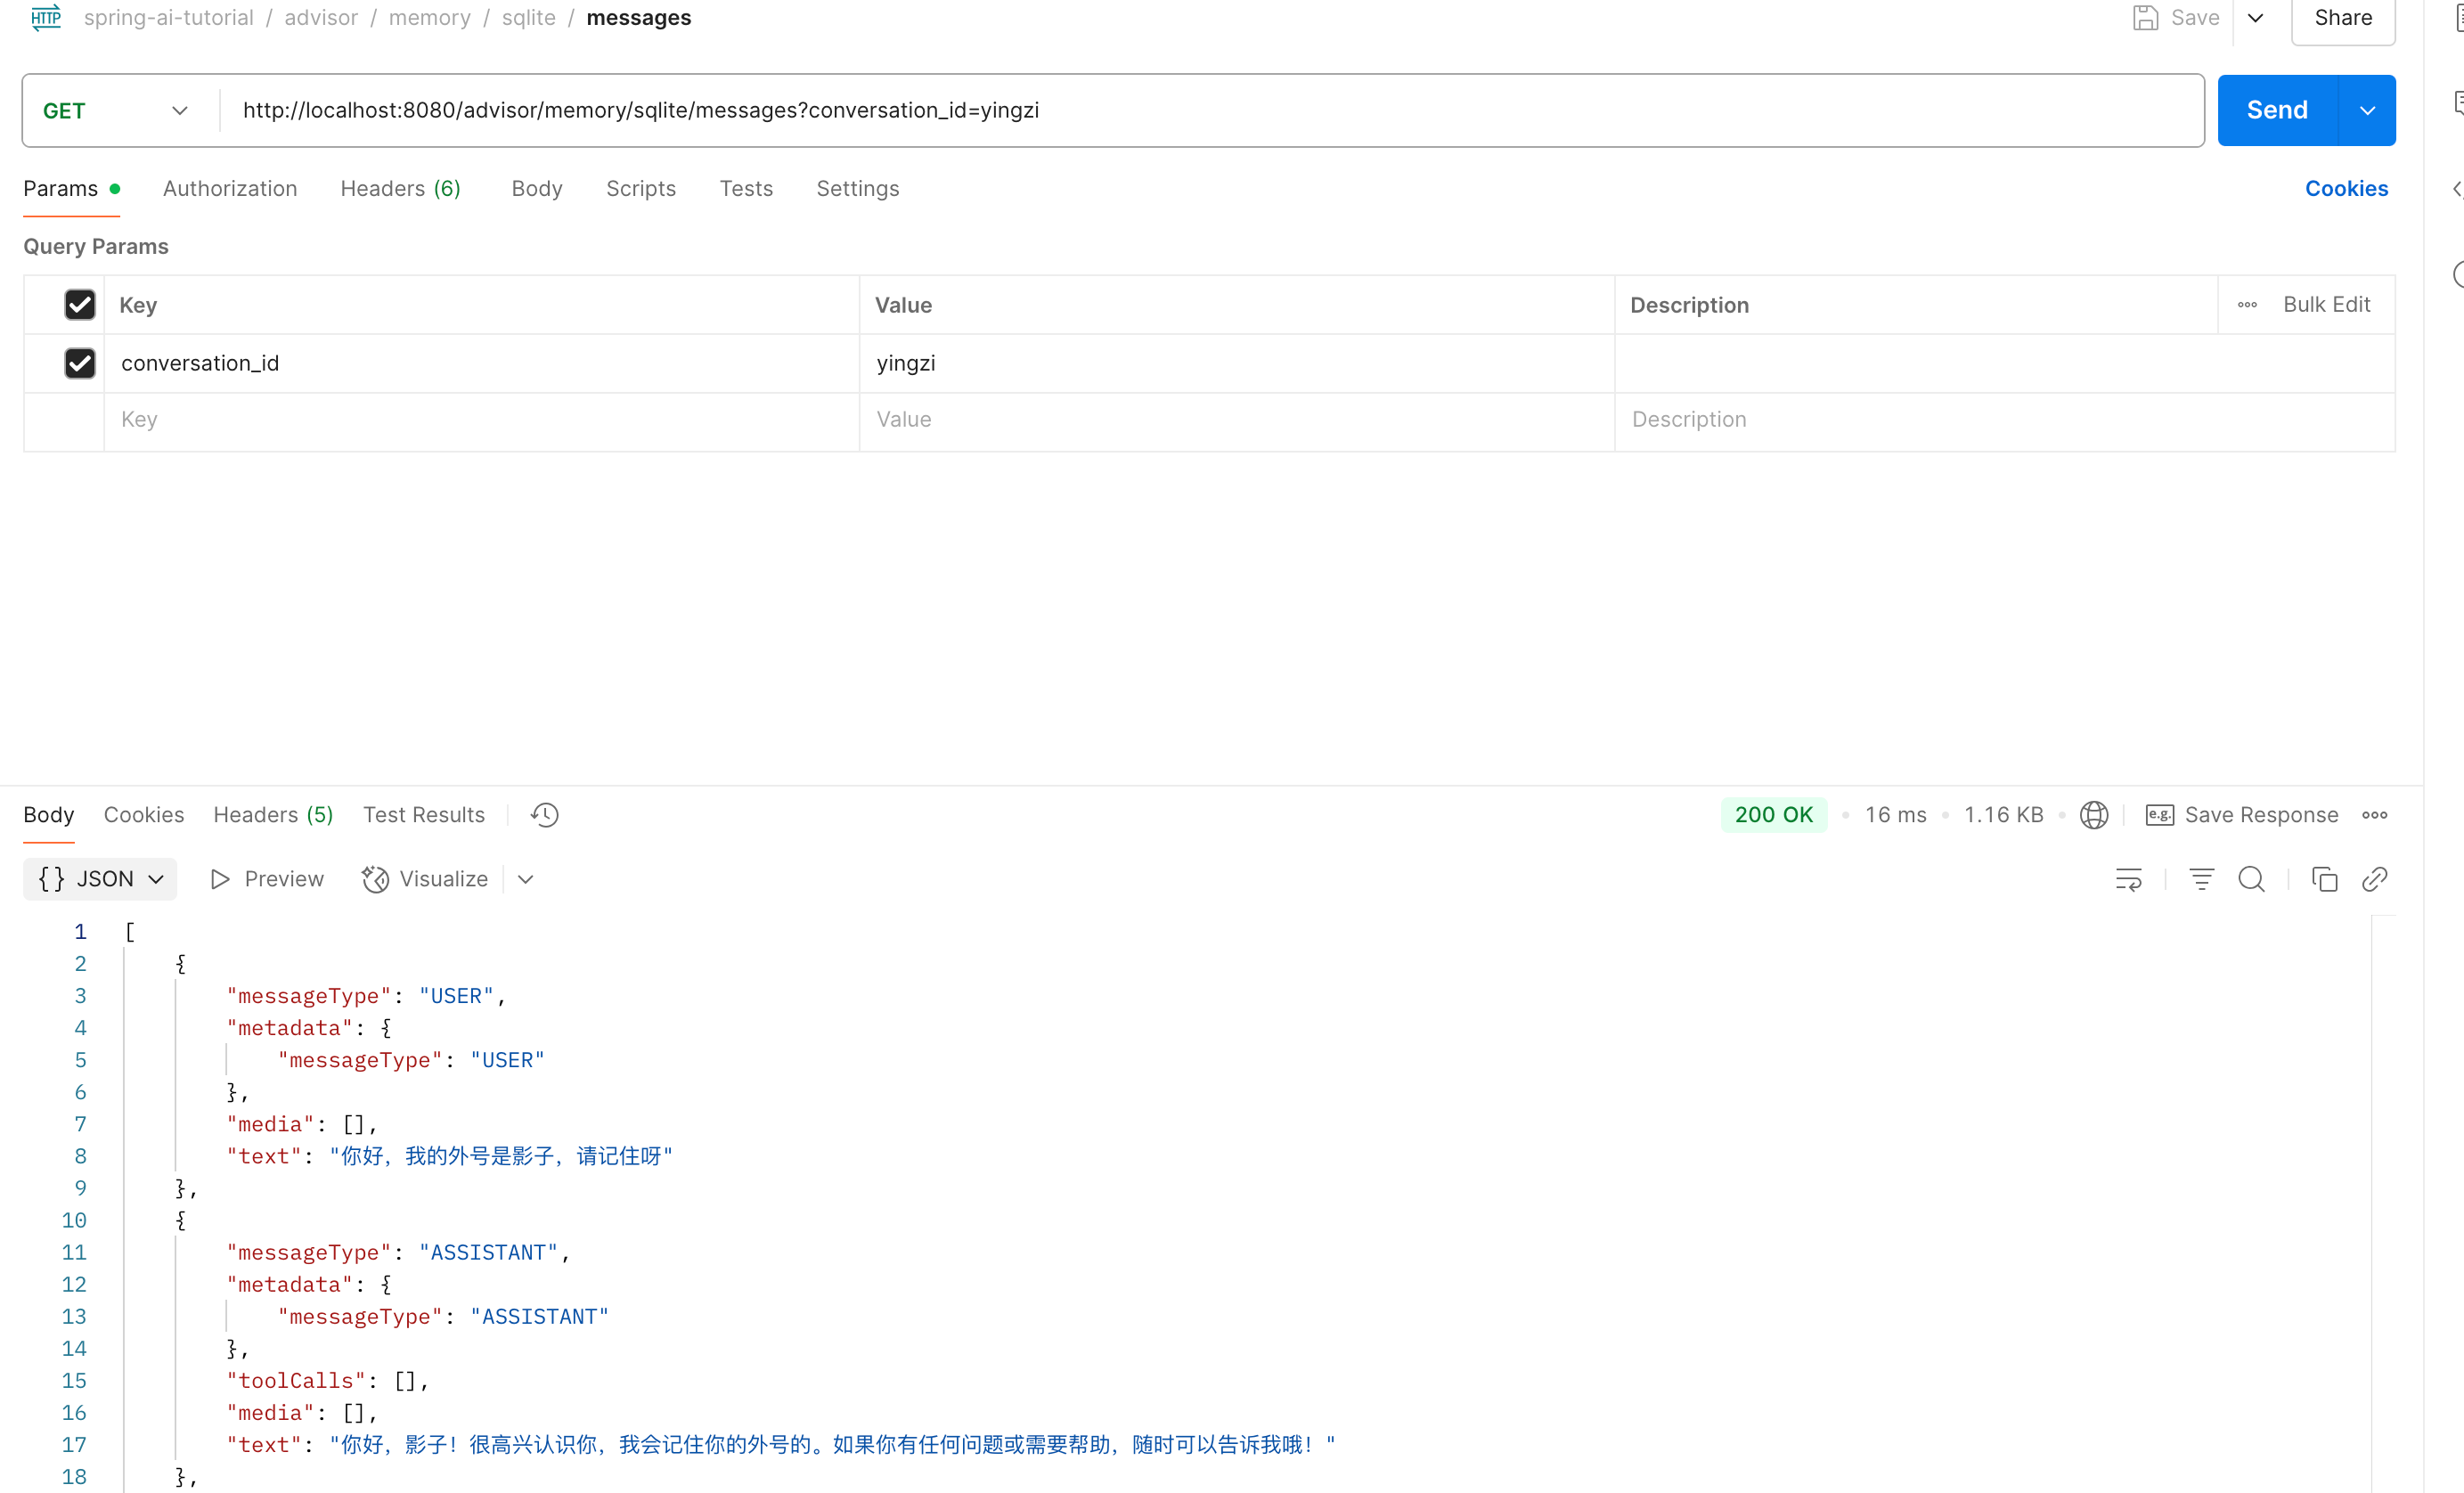 HTTP spring-ai-tutorial / advisor / memory / sqlite / messages Save Share
GET http://localhost:8080/advisor/memory/sqlite/messages?conversation_id=yingzi Send
Params Authorization Headers (6) Body Scripts Tests Settings Cookies
Query Params
Key Value Description Bulk Edit
conversation_id yingzi
Key Value Description
Body Cookies Headers (5) Test Results 200 OK 16 ms 1.16 KB e.g. Save Response
{} JSON Preview Visualize
1 [
2 {
3 "messageType": "USER",
4 "metadata": {
5 "messageType": "USER"
6 },
7 "media": [],
8 "text": "你好，我的外号是影子，请记住呀"
9 },
10 {
11 "messageType": "ASSISTANT",
12 "metadata": {
13 "messageType": "ASSISTANT"
14 },
15 "toolCalls": [],
16 "media": [],
17 "text": "你好，影子！很高兴认识你，我会记住你的外号的。如果你有任何问题或需要帮助，随时可以告诉我哦！"
18 },